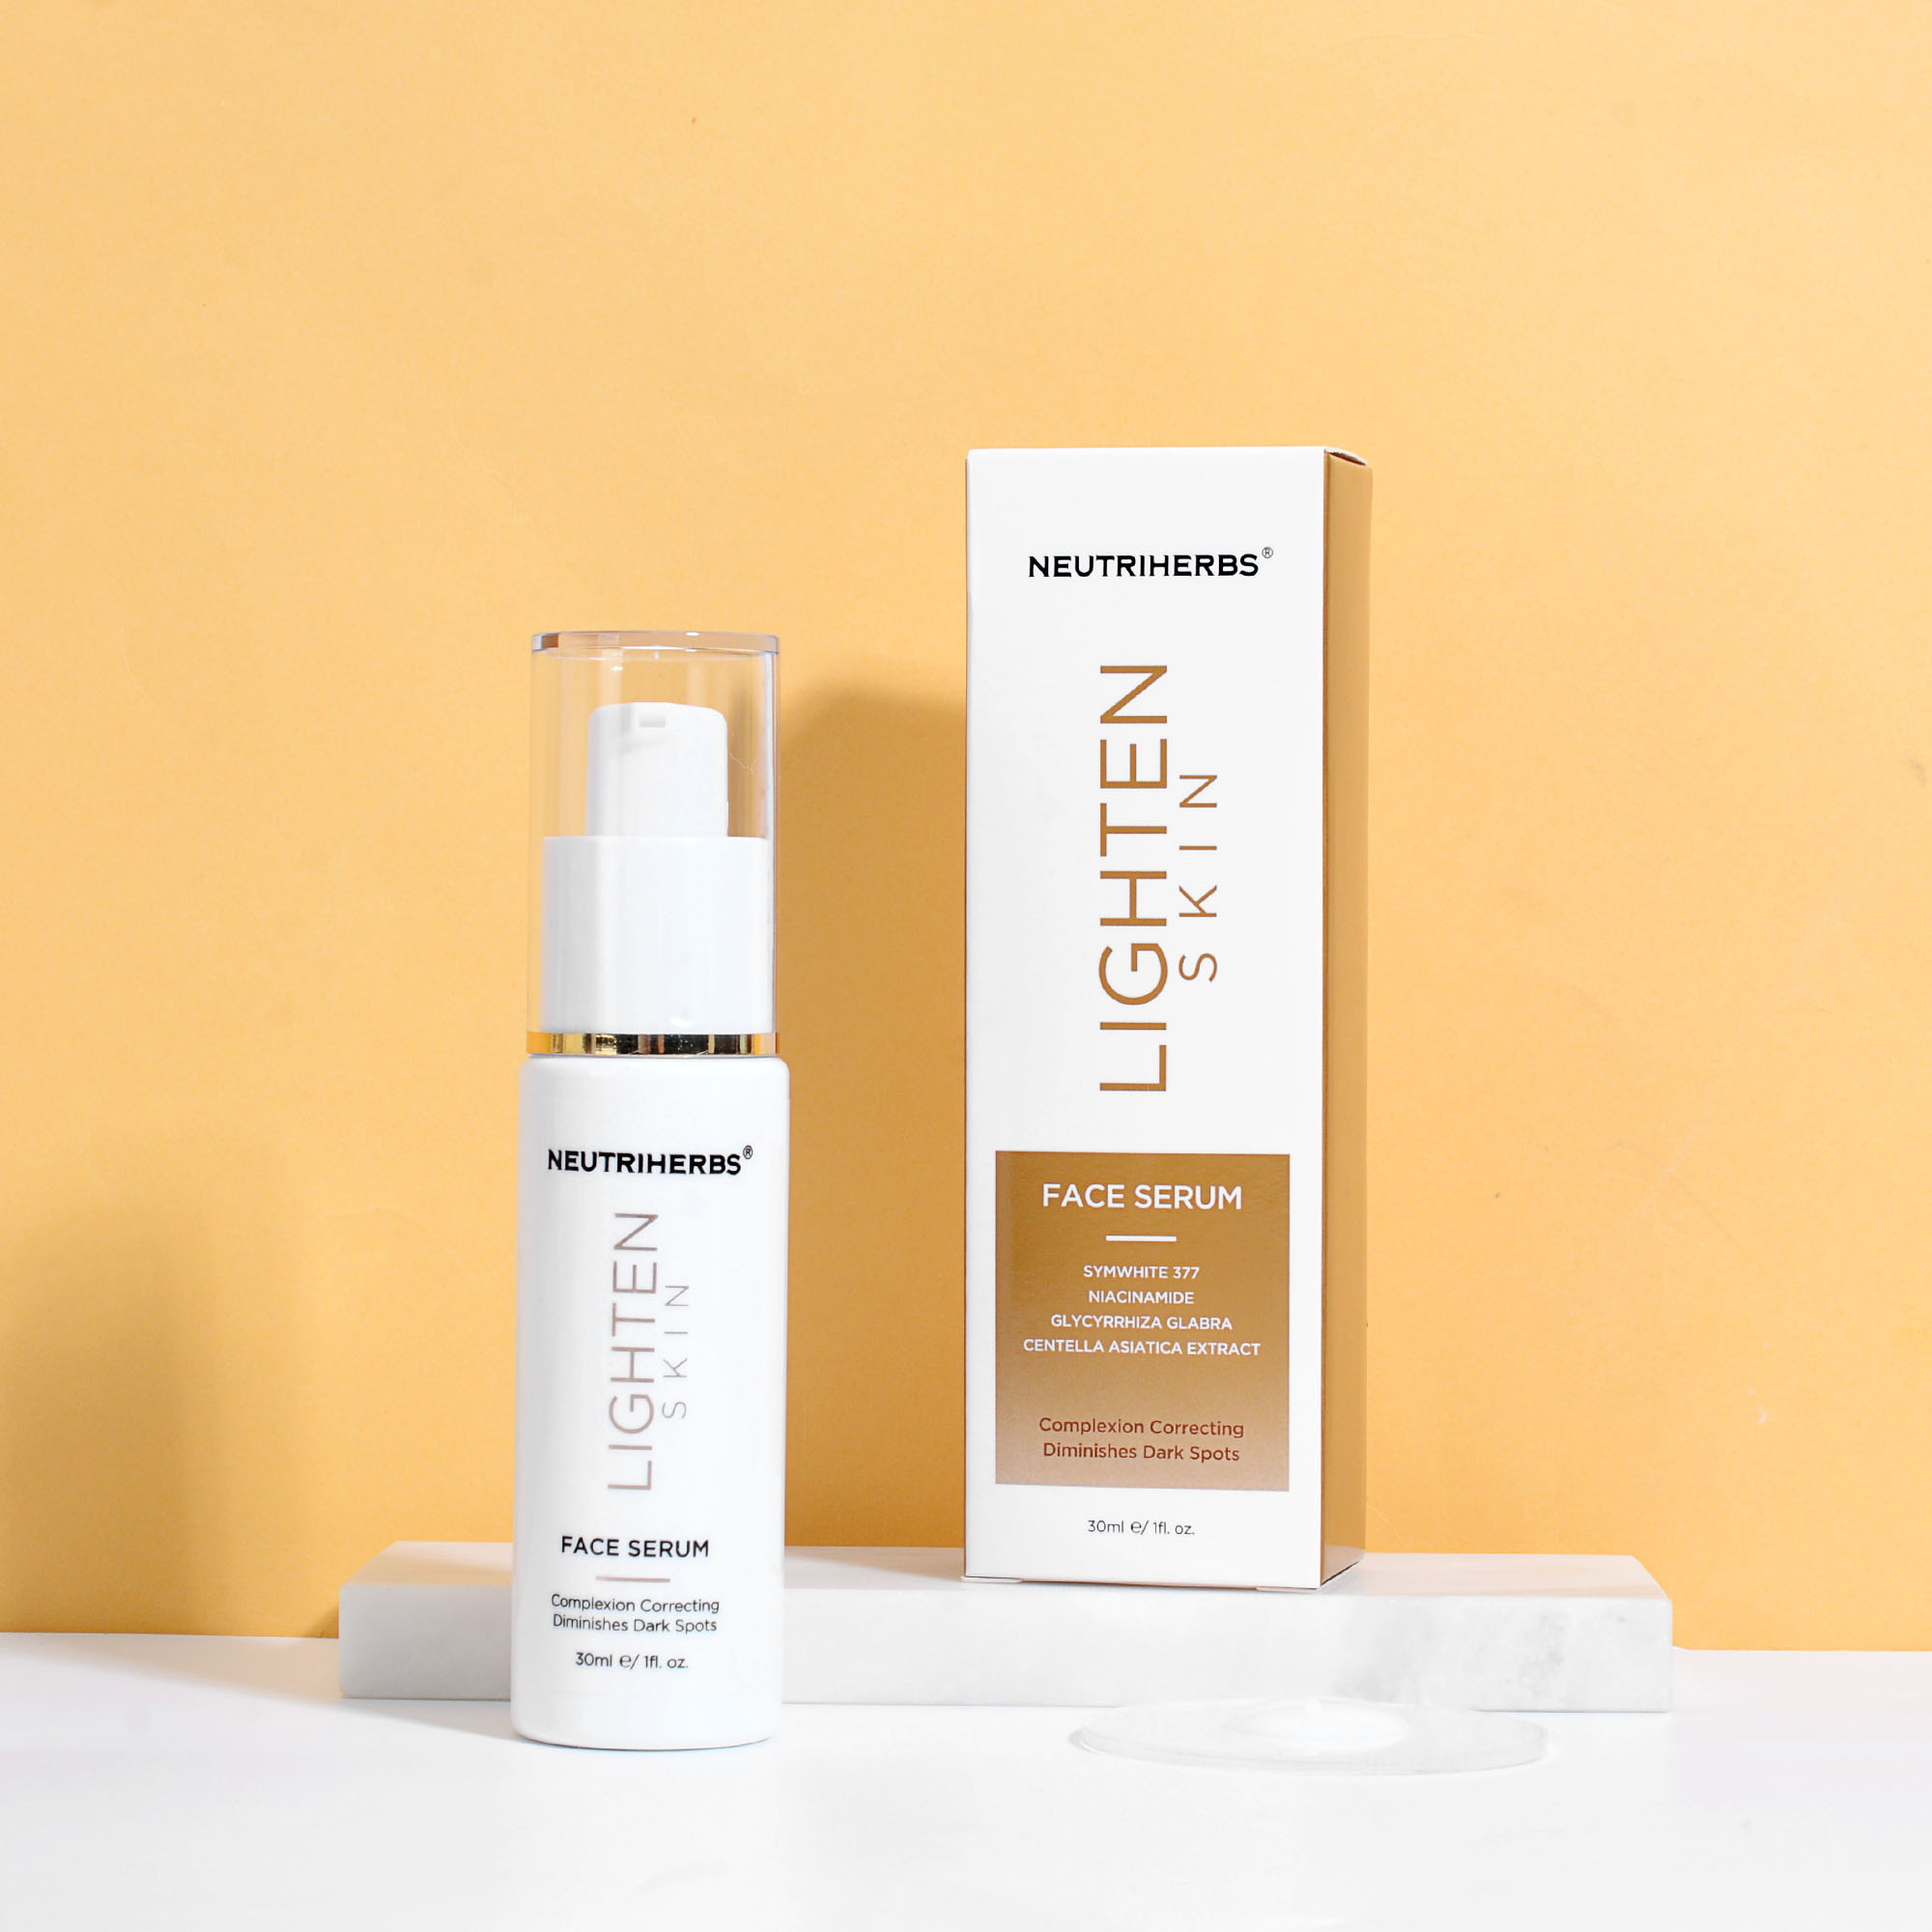 NEUTRIHERBS®
LIGHTEN
SKIN
FACE SERUM
Complexion Correcting
Diminishes Dark Spots
30ml ℮/ 1fl. oz.
NEUTRIHERBS®
LIGHTEN
SKIN
FACE SERUM
SYMWHITE 377
NIACINAMIDE
GLYCYRRHIZA GLABRA
CENTELLA ASIATICA EXTRACT
Complexion Correcting
Diminishes Dark Spots
30ml ℮/ 1fl. oz.